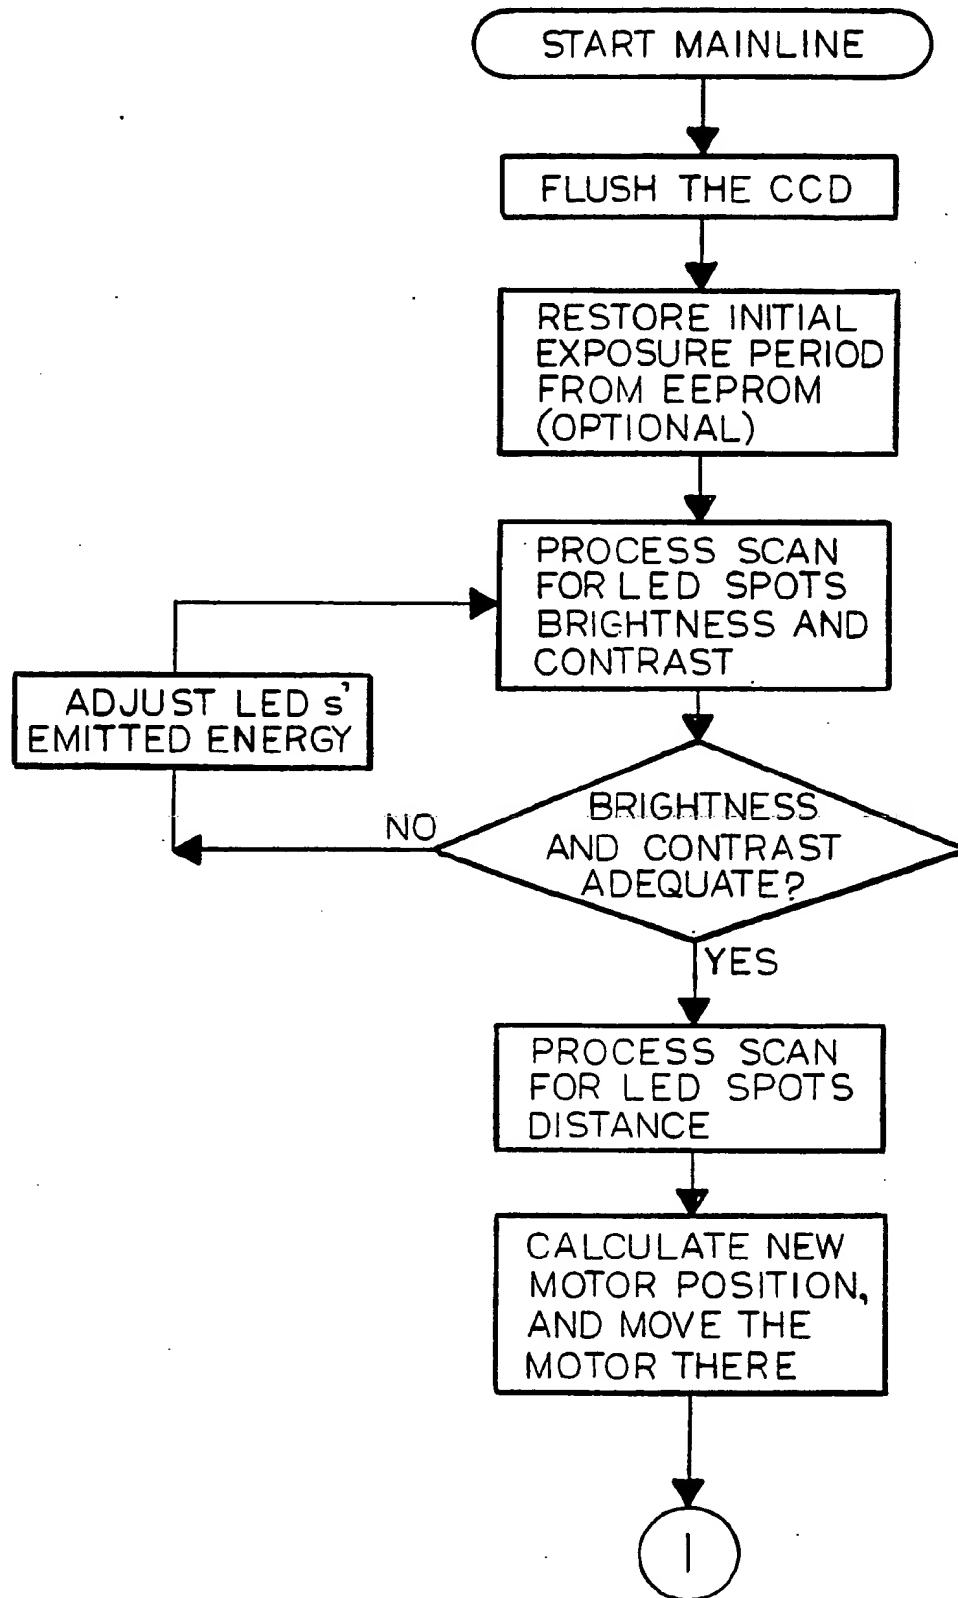 START MAINLINE
FLUSH THE CCD
RESTORE INITIAL
EXPOSURE PERIOD
FROM EEPROM
(OPTIONAL)
PROCESS SCAN
FOR LED SPOTS
BRIGHTNESS AND
CONTRAST
ADJUST LED s'
EMITTED ENERGY
NO
BRIGHTNESS
AND CONTRAST
ADEQUATE?
YES
PROCESS SCAN
FOR LED SPOTS
DISTANCE
CALCULATE NEW
MOTOR POSITION,
AND MOVE THE
MOTOR THERE
1